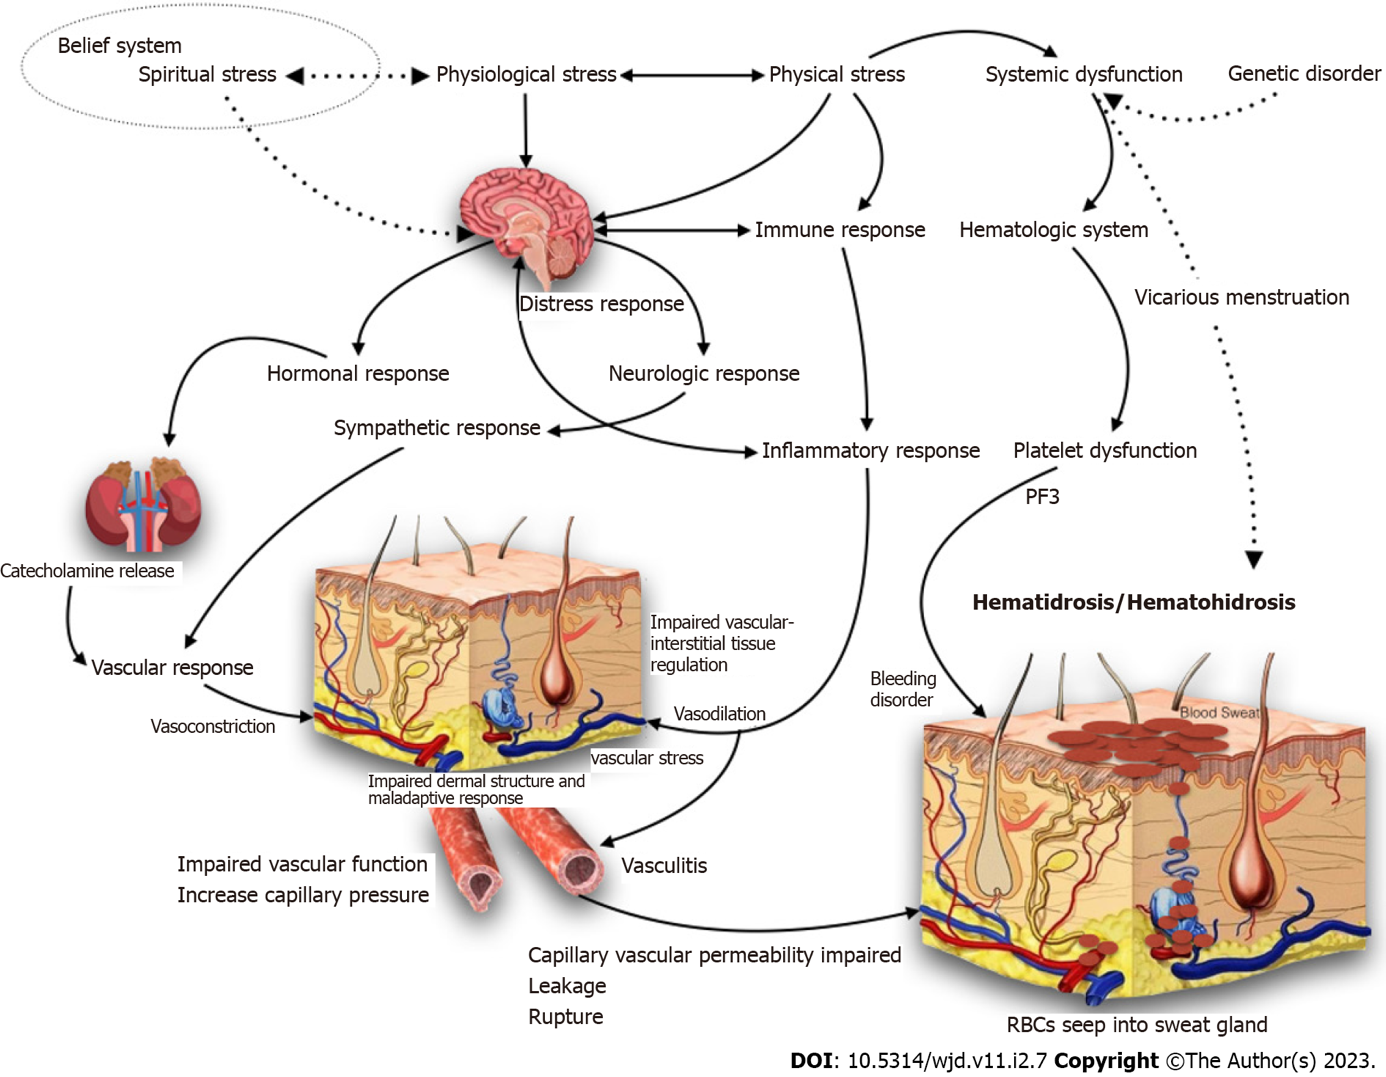 Belief system
Spiritual stress
Physiological stress
Physical stress
Systemic dysfunction
Genetic disorder
Immune response
Hematologic system
Vicarious menstruation
Distress response
Hormonal response
Neurologic response
Sympathetic response
Inflammatory response
Platelet dysfunction
PF3
Catecholamine release
Hematidrosis/Hematohidrosis
Impaired vascular-
interstitial tissue
regulation
Vascular response
Bleeding
disorder
Vasoconstriction
Vasodilation
Blood Sweat
vascular stress
Impaired dermal structure and
maladaptive response
Impaired vascular function
Increase capillary pressure
Vasculitis
Capillary vascular permeability impaired
Leakage
Rupture
RBCs seep into sweat gland
DOI: 10.5314/wjd.v11.i2.7 Copyright ©The Author(s) 2023.